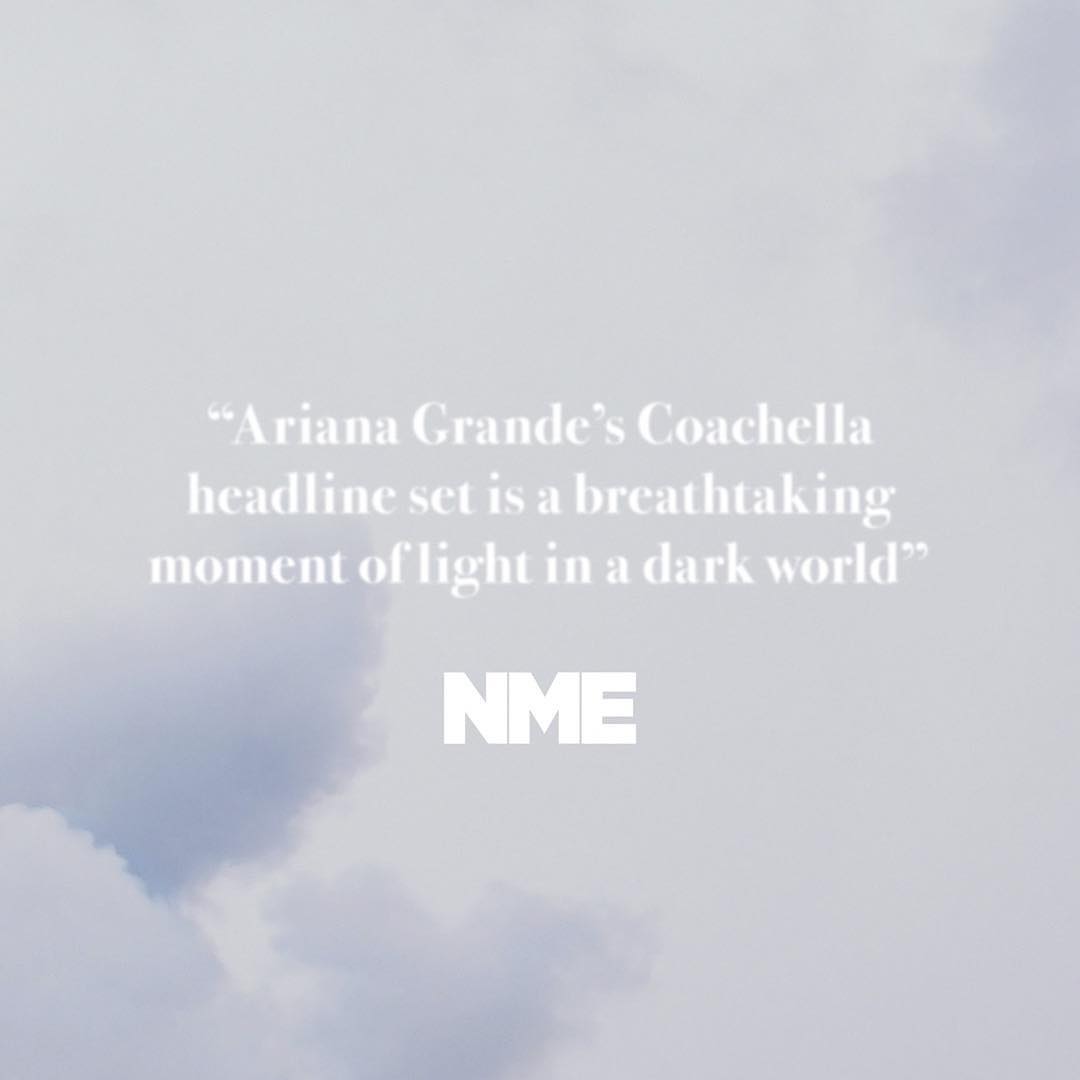 “Ariana Grande’s Coachella
headline set is a breathtaking
moment of light in a dark world”
NME